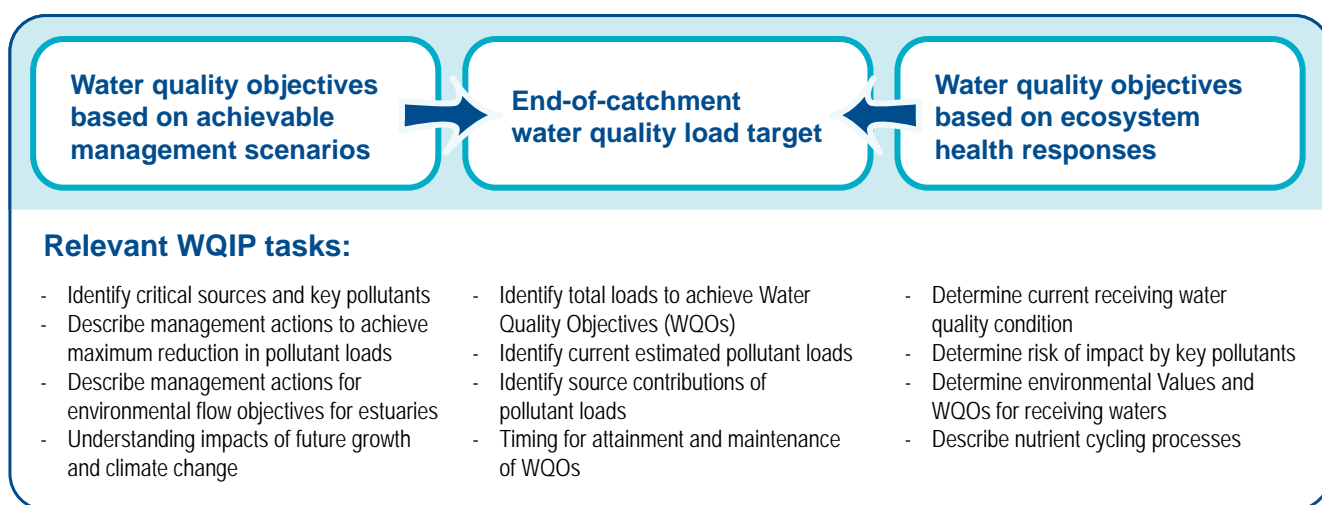 Water quality objectives
based on achievable
management scenarios
End-of-catchment
water quality load target
Water quality objectives
based on ecosystem
health responses
Relevant WQIP tasks:
- Identify critical sources and key pollutants
- Describe management actions to achieve
maximum reduction in pollutant loads
- Describe management actions for
environmental flow objectives for estuaries
- Understanding impacts of future growth
and climate change
- Identify total loads to achieve Water
Quality Objectives (WQOs)
- Identify current estimated pollutant loads
- Identify source contributions of
pollutant loads
- Timing for attainment and maintenance
of WQOs
- Determine current receiving water
quality condition
- Determine risk of impact by key pollutants
- Determine environmental Values and
WQOs for receiving waters
- Describe nutrient cycling processes